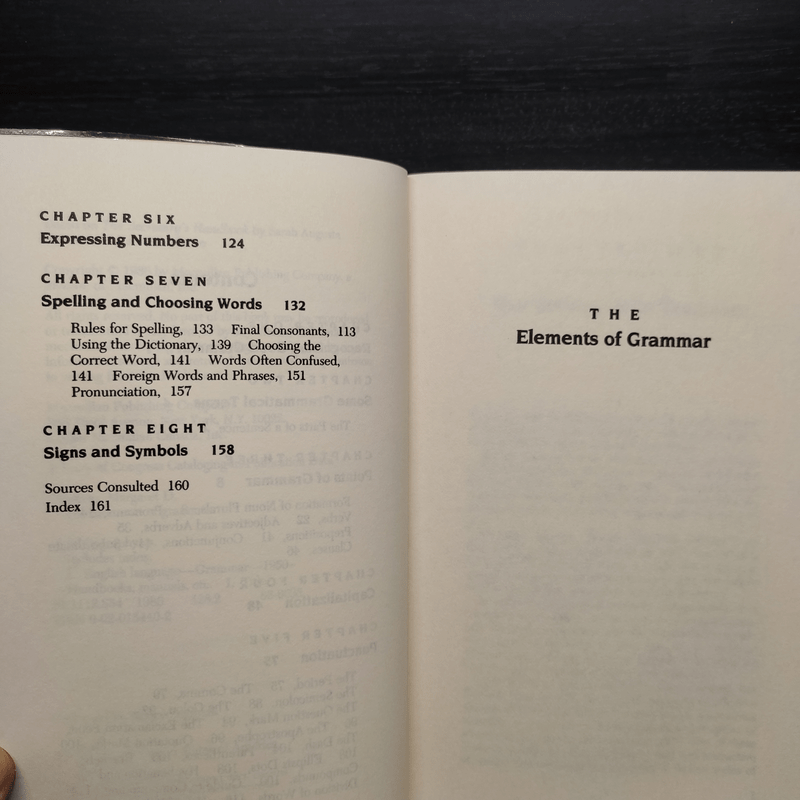 CHAPTER SIX
Expressing Numbers 124
CHAPTER SEVEN
Spelling and Choosing Words 132
Rules for Spelling, 133 Final Consonants, 113
Using the Dictionary, 139 Choosing the
Correct Word, 141 Words Often Confused,
141 Foreign Words and Phrases, 151
Pronunciation, 157
CHAPTER EIGHT
Signs and Symbols 158
Sources Consulted 160
Index 161
THE
Elements of Grammar